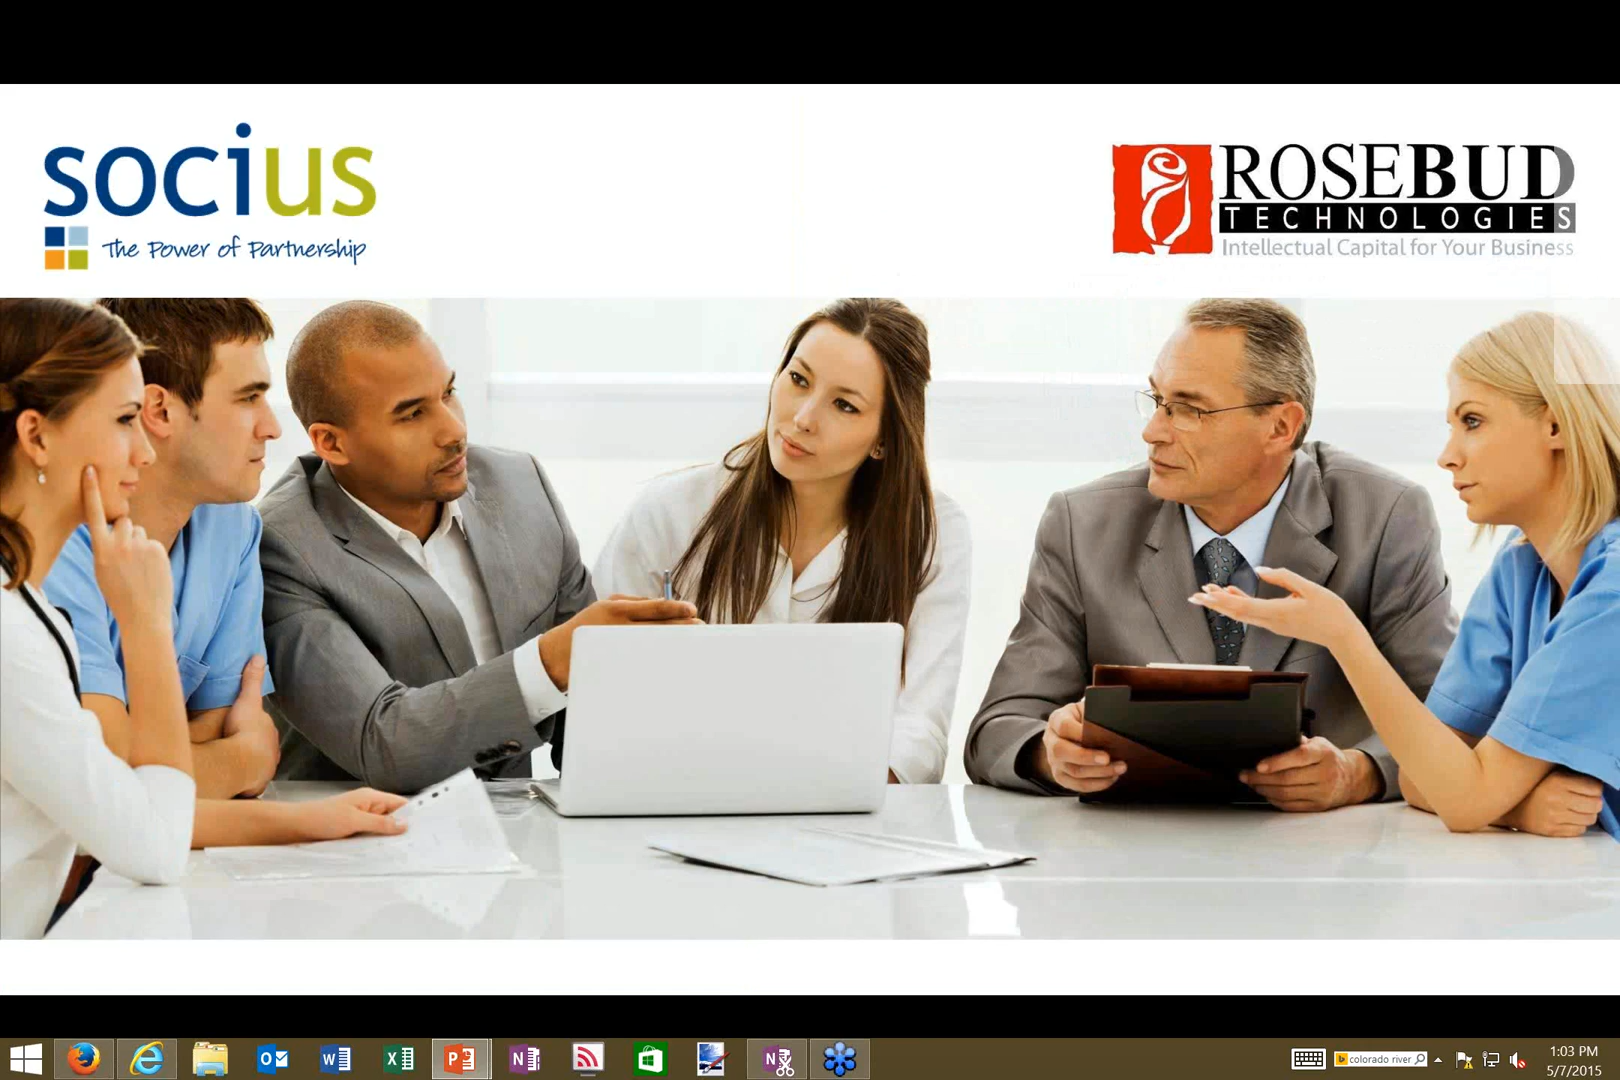 socius
The Power of Partnership
ROSEBUD
TECHNOLOGIES
Intellectual Capital for Your Business
colorado river
1:03 PM
5/7/2015